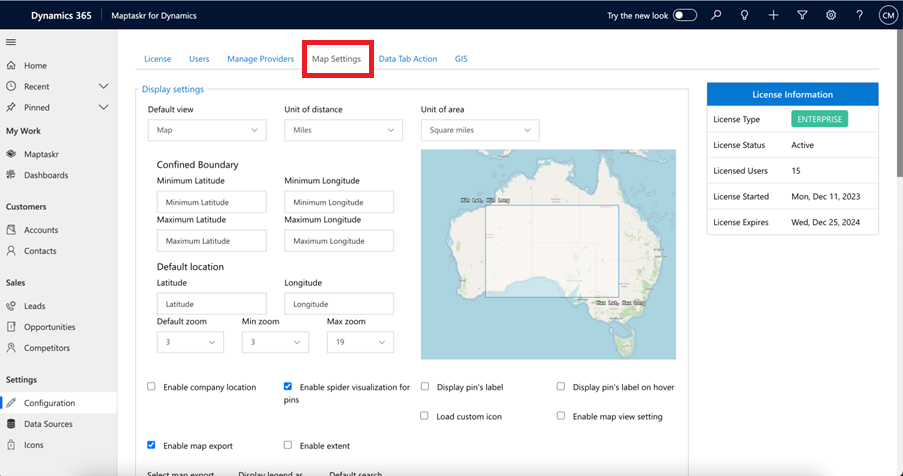 Dynamics 365
Maptaskr for Dynamics
Try the new look
CM
Home
Recent
Pinned
My Work
Maptaskr
Dashboards
Customers
Accounts
Contacts
Sales
Leads
Opportunities
Competitors
Settings
Configuration
Data Sources
Icons
License
Users
Manage Providers
Map Settings
Data Tab Action
GIS
Display settings
Default view
Unit of distance
Unit of area
Map
Miles
Square miles
Confined Boundary
Minimum Latitude
Minimum Longitude
Minimum Latitude
Minimum Longitude
Maximum Latitude
Maximum Longitude
Maximum Latitude
Maximum Longitude
Default location
Latitude
Longitude
Latitude
Longitude
Default zoom
Min zoom
Max zoom
3
3
19
Min Lat, Min Long
Max Lat, Max Long
Enable company location
Enable spider visualization for
pins
Display pin's label
Display pin's label on hover
Load custom icon
Enable map view setting
Enable map export
Enable extent
Select map export
Display legend as
Default search
License Information
License Type
ENTERPRISE
License Status
Active
Licensed Users
15
License Started
Mon, Dec 11, 2023
License Expires
Wed, Dec 25, 2024